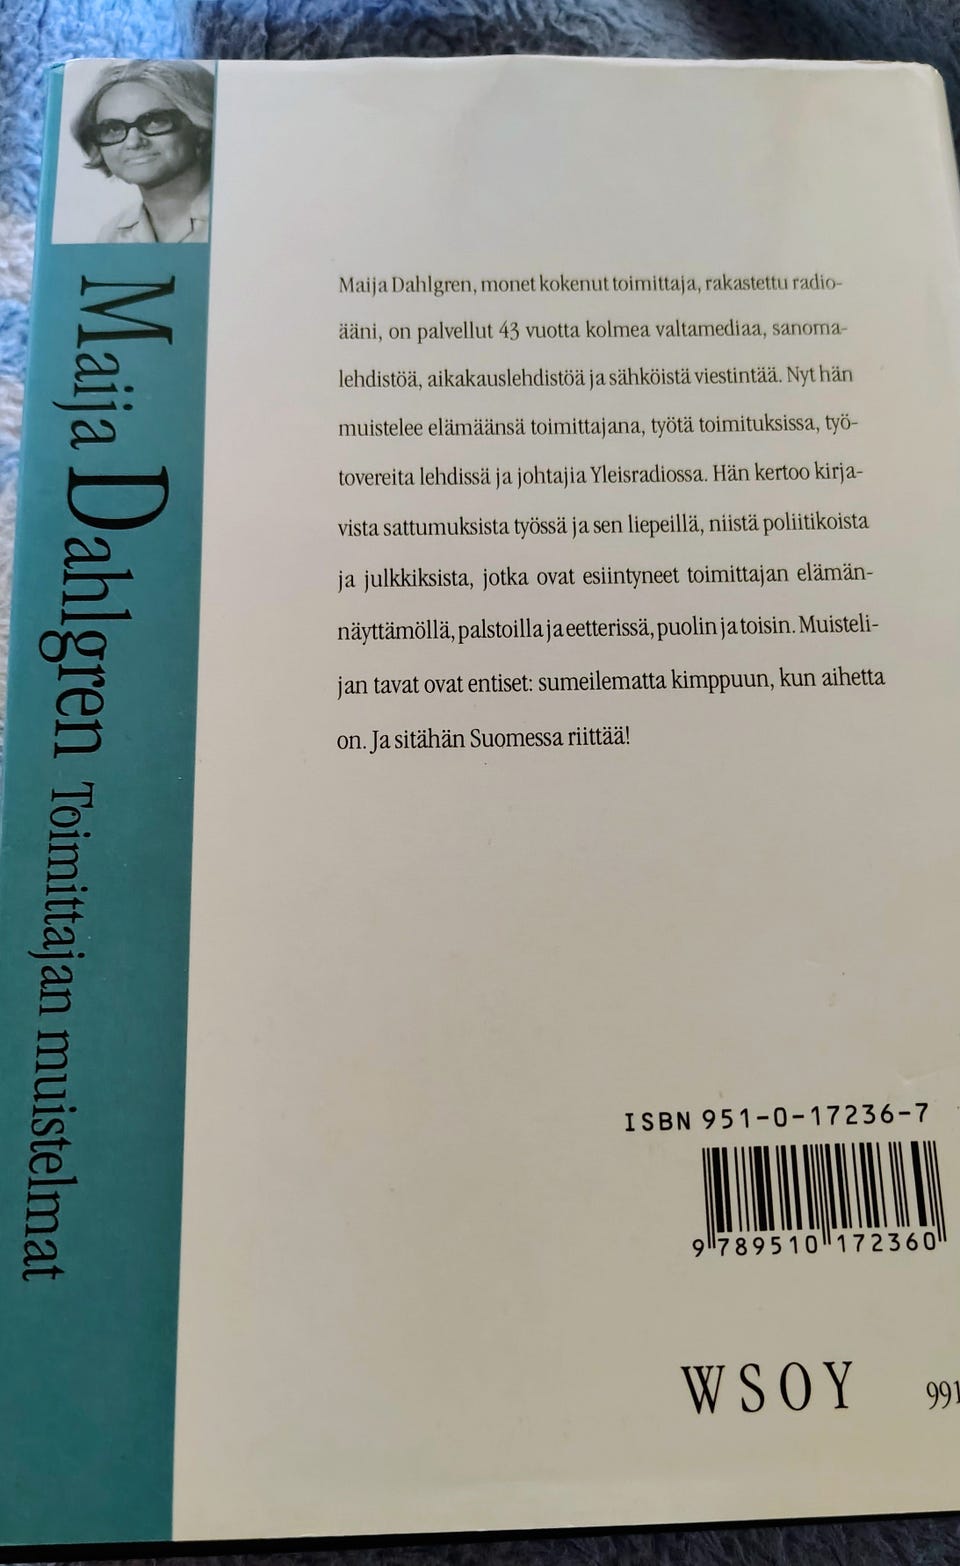 Maija Dahlgren Toimittajan muistelmat
Maija Dahlgren, monet kokenut toimittaja, rakastettu radio-
ääni, on palvellut 43 vuotta kolmea valtamediaa, sanoma-
lehdistöä, aikakauslehdistöä ja sähköistä viestintää. Nyt hän
muistelee elämäänsä toimittajana, työtä toimituksissa, työ-
tovereita lehdissä ja johtajia Yleisradiossa. Hän kertoo kirja-
vista sattumuksista työssä ja sen liepeillä, niistä poliitikoista
ja julkkiksista, jotka ovat esiintyneet toimittajan elämän-
näyttämöllä, palstoilla ja eetterissä, puolin ja toisin. Muisteli-
jan tavat ovat entiset: sumeilematta kimppuun, kun aihetta
on. Ja sitähän Suomessa riittää!
ISBN 951-0-17236-7
9 789510 172360
WSOY
991